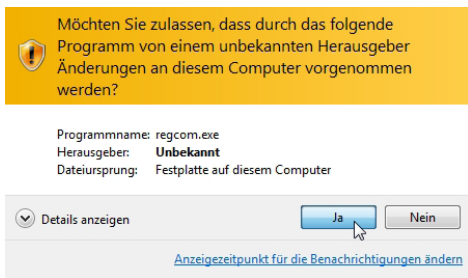 Möchten Sie zulassen, dass durch das folgende
Programm von einem unbekannten Herausgeber
Änderungen an diesem Computer vorgenommen
werden?
Programmname: regcom.exe
Herausgeber: Unbekannt
Dateiursprung: Festplatte auf diesem Computer
Details anzeigen Ja Nein
Anzeigezeitpunkt für die Benachrichtigungen ändern